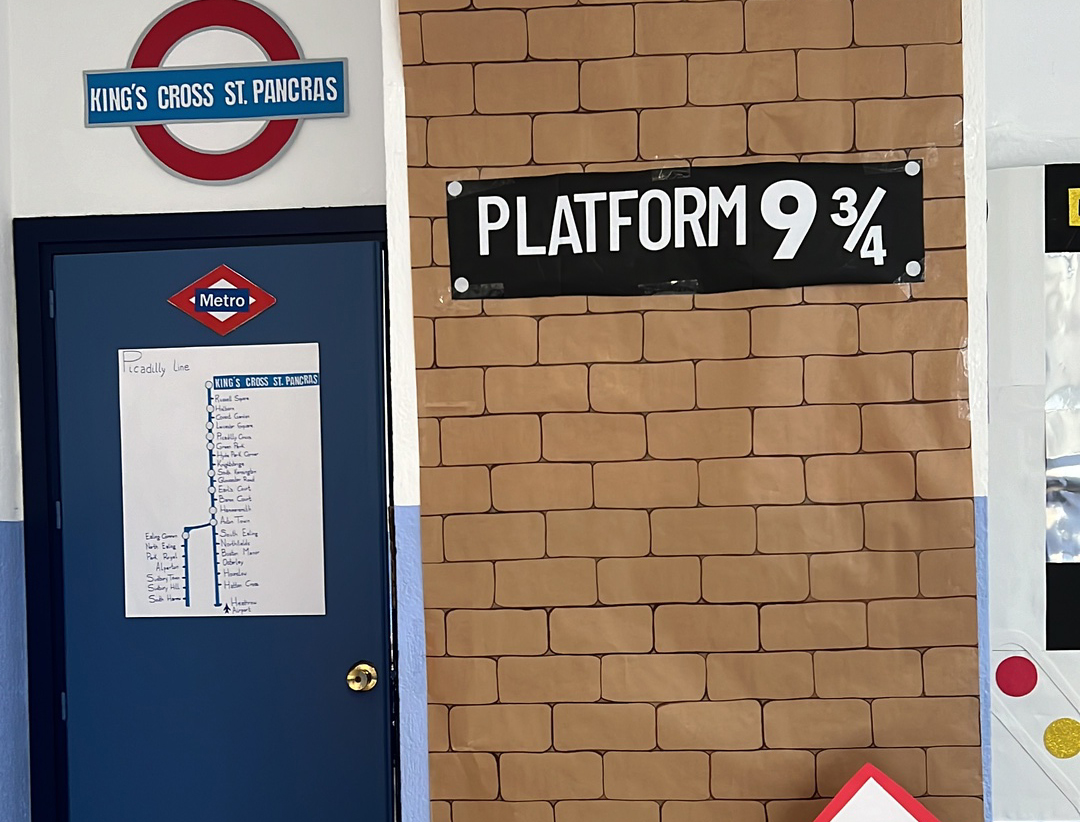 KING'S CROSS ST. PANCRAS
PLATFORM 9 ¾
Metro
Picadilly Line
KING'S CROSS ST. PANCRAS
Russell Square
Holborn
Covent Garden
Leicester Square
Picadilly Circus
Green Park
Hyde Park Corner
South Kensington
Gloucester Road
Earl's Court
Barons Court
Hammersmith
Acton Town
Ealing Common
North Ealing
Park Royal
Alperton
Sudbury Town
Sudbury Hill
South Harrow
South Ealing
Northfields
Boston Manor
Osterley
Hatton Cross
Heathrow
Airport